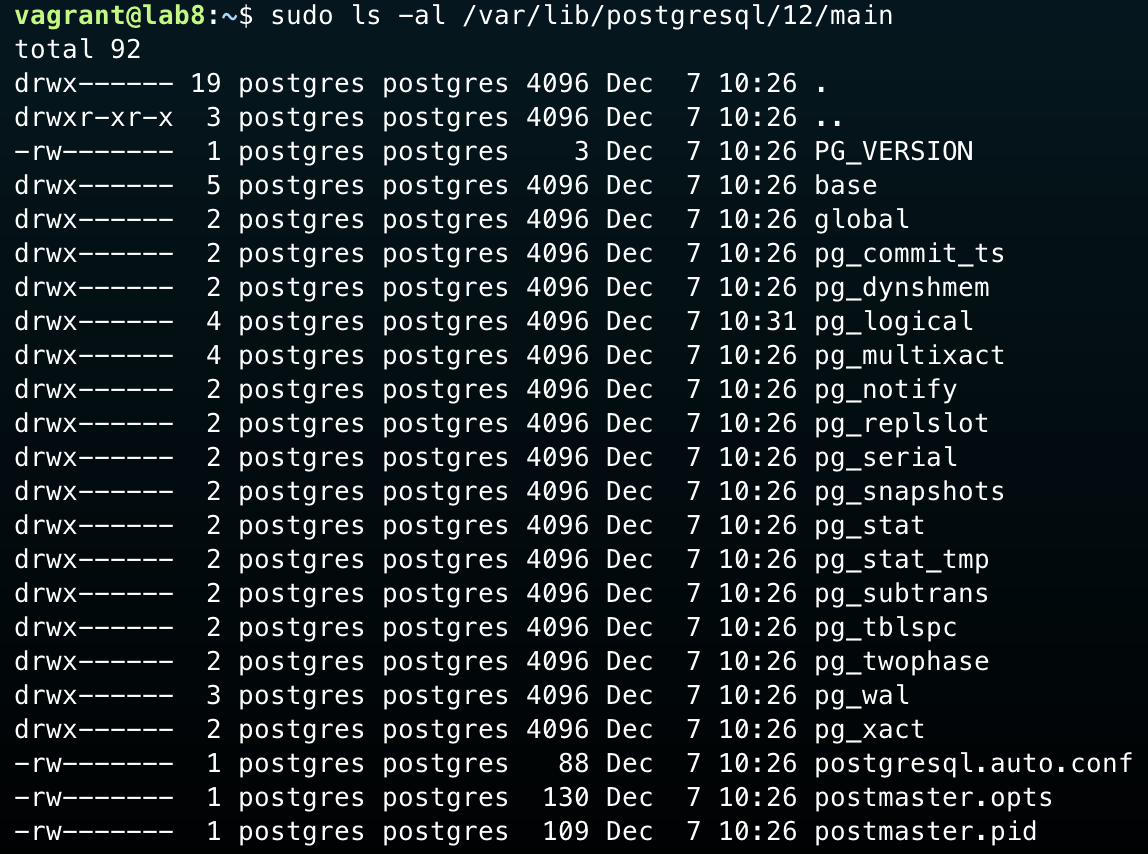 vagrant@lab8:~$ sudo ls -al /var/lib/postgresql/12/main
total 92
drwx------ 19 postgres postgres 4096 Dec  7 10:26 .
drwxr-xr-x  3 postgres postgres 4096 Dec  7 10:26 ..
-rw-------  1 postgres postgres    3 Dec  7 10:26 PG_VERSION
drwx------  5 postgres postgres 4096 Dec  7 10:26 base
drwx------  2 postgres postgres 4096 Dec  7 10:26 global
drwx------  2 postgres postgres 4096 Dec  7 10:26 pg_commit_ts
drwx------  2 postgres postgres 4096 Dec  7 10:26 pg_dynshmem
drwx------  4 postgres postgres 4096 Dec  7 10:31 pg_logical
drwx------  4 postgres postgres 4096 Dec  7 10:26 pg_multixact
drwx------  2 postgres postgres 4096 Dec  7 10:26 pg_notify
drwx------  2 postgres postgres 4096 Dec  7 10:26 pg_replslot
drwx------  2 postgres postgres 4096 Dec  7 10:26 pg_serial
drwx------  2 postgres postgres 4096 Dec  7 10:26 pg_snapshots
drwx------  2 postgres postgres 4096 Dec  7 10:26 pg_stat
drwx------  2 postgres postgres 4096 Dec  7 10:26 pg_stat_tmp
drwx------  2 postgres postgres 4096 Dec  7 10:26 pg_subtrans
drwx------  2 postgres postgres 4096 Dec  7 10:26 pg_tblspc
drwx------  2 postgres postgres 4096 Dec  7 10:26 pg_twophase
drwx------  3 postgres postgres 4096 Dec  7 10:26 pg_wal
drwx------  2 postgres postgres 4096 Dec  7 10:26 pg_xact
-rw-------  1 postgres postgres   88 Dec  7 10:26 postgresql.auto.conf
-rw-------  1 postgres postgres  130 Dec  7 10:26 postmaster.opts
-rw-------  1 postgres postgres  109 Dec  7 10:26 postmaster.pid